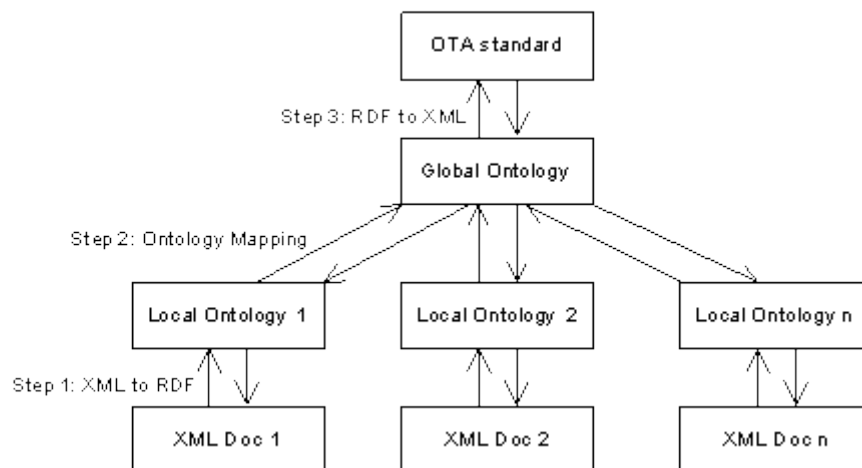 OTA standard
Step 3: RDF to XML
Global Ontology
Step 2: Ontology Mapping
Local Ontology 1
Local Ontology 2
Local Ontology n
Step 1: XML to RDF
XML Doc 1
XML Doc 2
XML Doc n